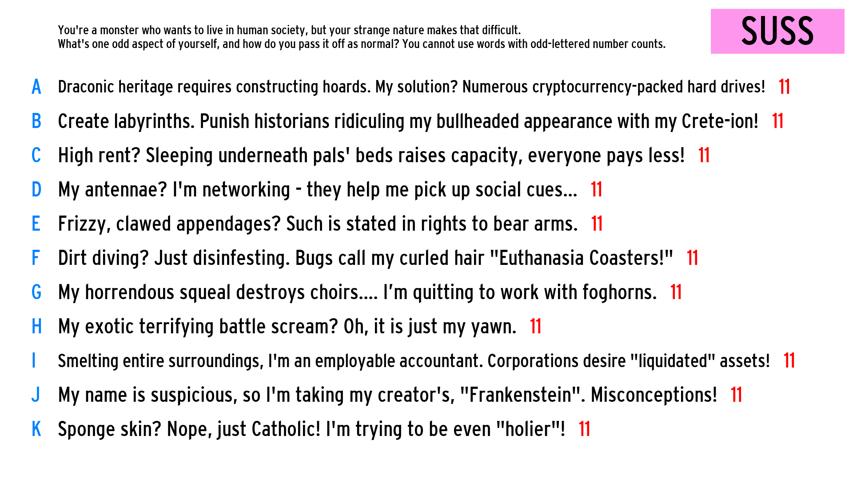 You're a monster who wants to live in human society, but your strange nature makes that difficult.
What's one odd aspect of yourself, and how do you pass it off as normal? You cannot use words with odd-lettered number counts.
SUSS
A Draconic heritage requires constructing hoards. My solution? Numerous cryptocurrency-packed hard drives! 11
B Create labyrinths. Punish historians ridiculing my bullheaded appearance with my Crete-ion! 11
C High rent? Sleeping underneath pals' beds raises capacity, everyone pays less! 11
D My antennae? I'm networking - they help me pick up social cues... 11
E Frizzy, clawed appendages? Such is stated in rights to bear arms. 11
F Dirt diving? Just disinfesting. Bugs call my curled hair "Euthanasia Coasters!" 11
G My horrendous squeal destroys choirs.... I'm quitting to work with foghorns. 11
H My exotic terrifying battle scream? Oh, it is just my yawn. 11
I Smelting entire surroundings, I'm an employable accountant. Corporations desire "liquidated" assets! 11
J My name is suspicious, so I'm taking my creator's, "Frankenstein". Misconceptions! 11
K Sponge skin? Nope, just Catholic! I'm trying to be even "holier"! 11